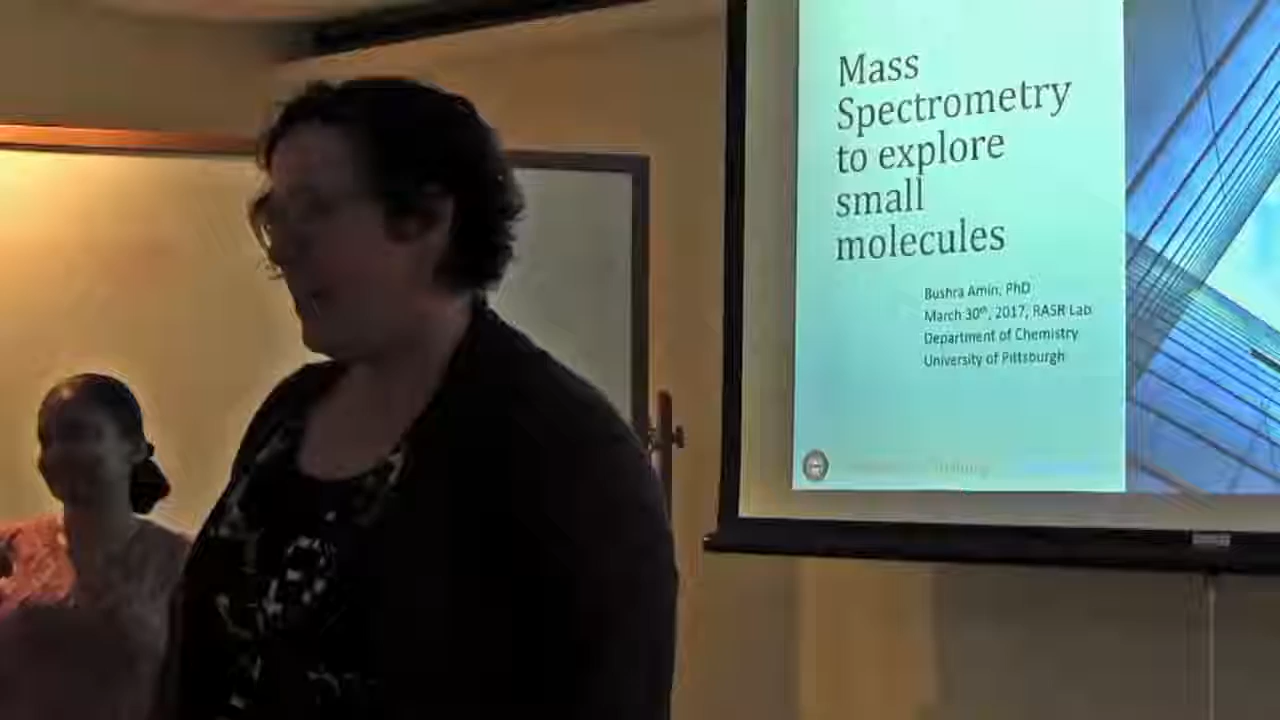 Mass
Spectrometry
to explore
small
molecules
Bushra Amin, PhD
March 30th, 2017, RASR Lab
Department of Chemistry
University of Pittsburgh